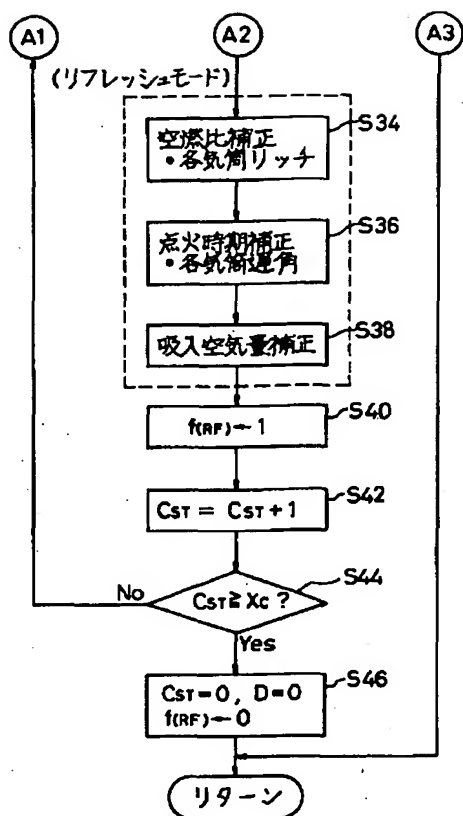 A1
A2
A3
(リフレッシュモード)
S34
空燃比補正
・各気筒リッチ
S36
点火時期補正
・各気筒遅角
S38
吸入空気量補正
S40
f(RF)←1
S42
CST = CST+1
S44
CST≧XC?
No
Yes
S46
CST=0, D=0
f(RF)←0
リターン